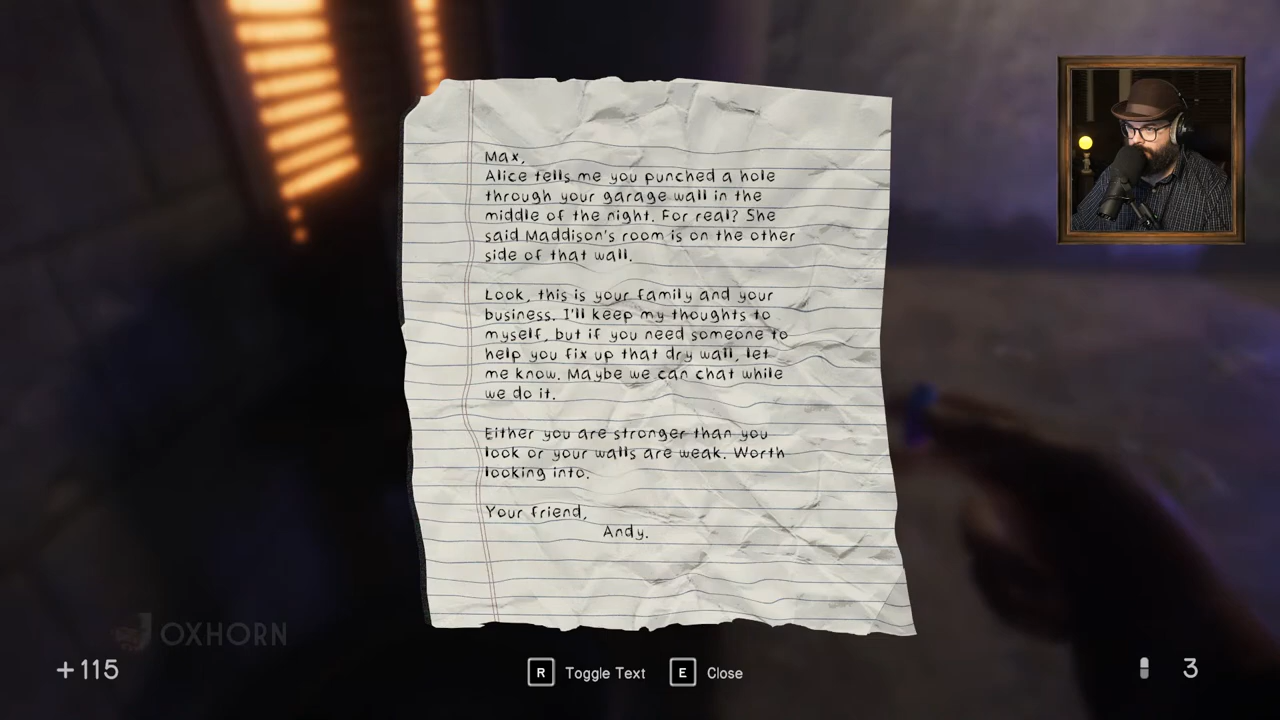 Max,
Alice tells me you punched a hole
through your garage wall in the
middle of the night. For real? She
said Maddison's room is on the other
side of that wall.
Look, this is your family and your
business. I'll keep my thoughts to
myself, but if you need someone to
help you fix up that dry wall, let
me know. Maybe we can chat while
we do it.
Either you are stronger than you
look or your walls are weak. Worth
looking into.
Your friend,
Andy.
OXHORN
+115
R Toggle Text E Close
3